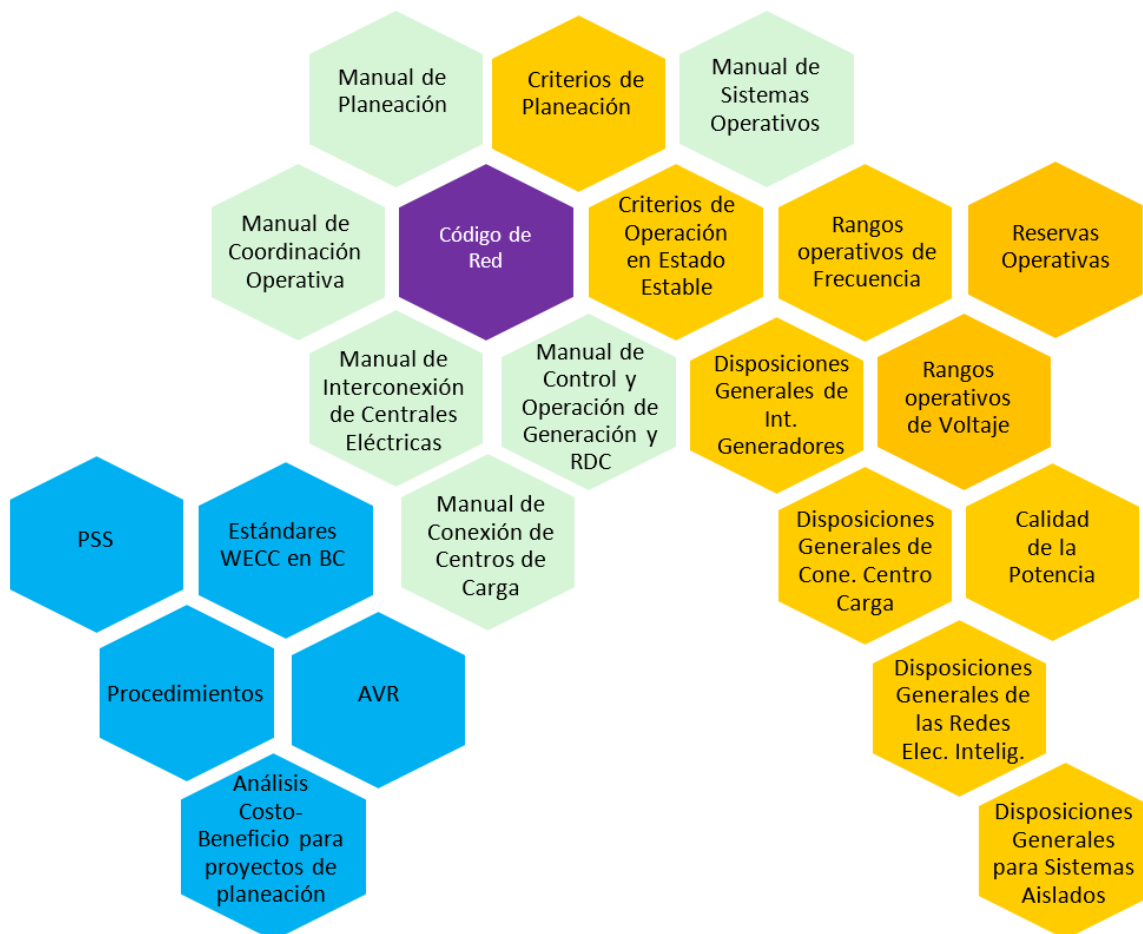 Manual de
Planeación
Criterios de
Planeación
Manual de
Sistemas
Operativos
Manual de
Coordinación
Operativa
Código de
Red
Criterios de
Operación
en Estado
Estable
Rangos
operativos de
Frecuencia
Reservas
Operativas
Manual de
Interconexión
de Centrales
Eléctricas
Manual de
Control y
Operación de
Generación y
RDC
Disposiciones
Generales de
Int.
Generadores
Rangos
operativos
de Voltaje
PSS
Estándares
WECC en BC
Manual de
Conexión de
Centros de
Carga
Disposiciones
Generales de
Cone. Centro
Carga
Calidad
de la
Potencia
Procedimientos
AVR
Disposiciones
Generales de
las Redes
Elec. Intelig.
Análisis
Costo-
Beneficio para
proyectos de
planeación
Disposiciones
Generales
para Sistemas
Aislados